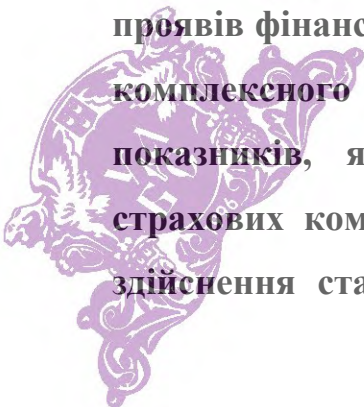 проявів фінанс
комплексного
показників, я
страхових ком
здійснення ста